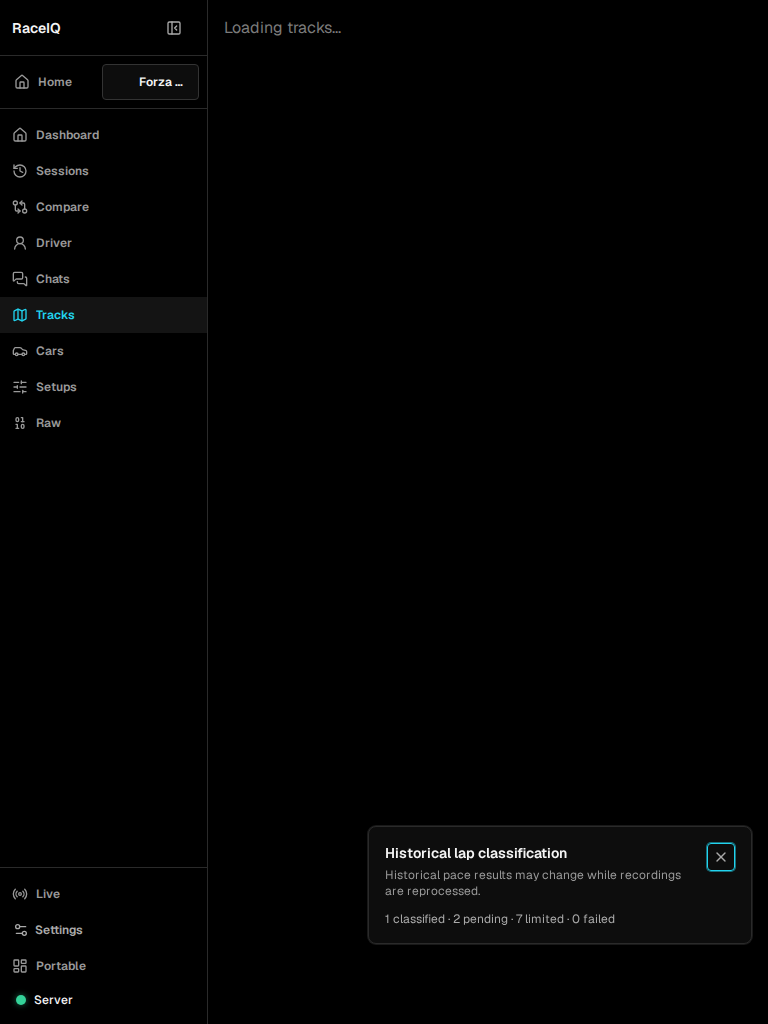 RaceIQ
Home
Forza ...
Dashboard
Sessions
Compare
Driver
Chats
Tracks
Cars
Setups
Raw
Live
Settings
Portable
Server
Loading tracks...
Historical lap classification
Historical pace results may change while recordings
are reprocessed.
1 classified · 2 pending · 7 limited · 0 failed